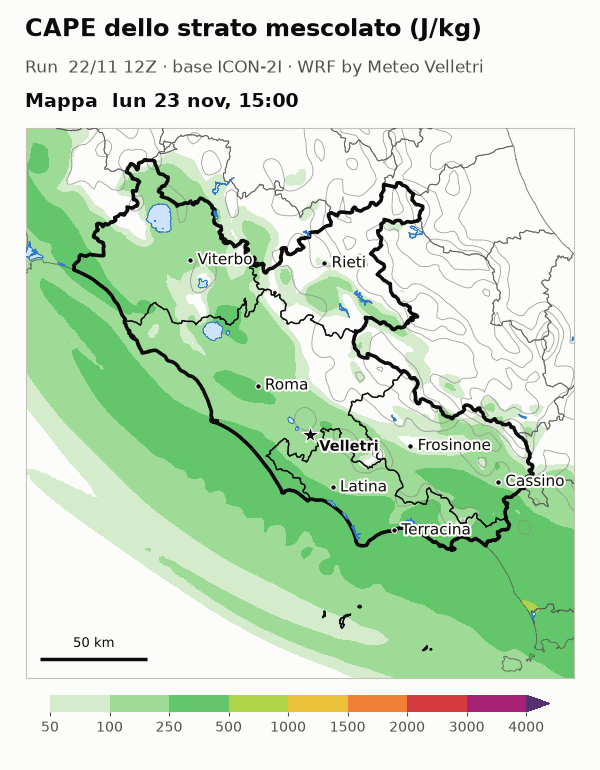 CAPE dello strato mescolato (J/kg)
Run  22/11 12Z · base ICON-2I · WRF by Meteo Velletri
Mappa  lun 23 nov, 15:00
Viterbo
Rieti
Roma
Velletri
Frosinone
Cassino
Latina
Terracina
50 km
50 100 250 500 1000 1500 2000 3000 4000